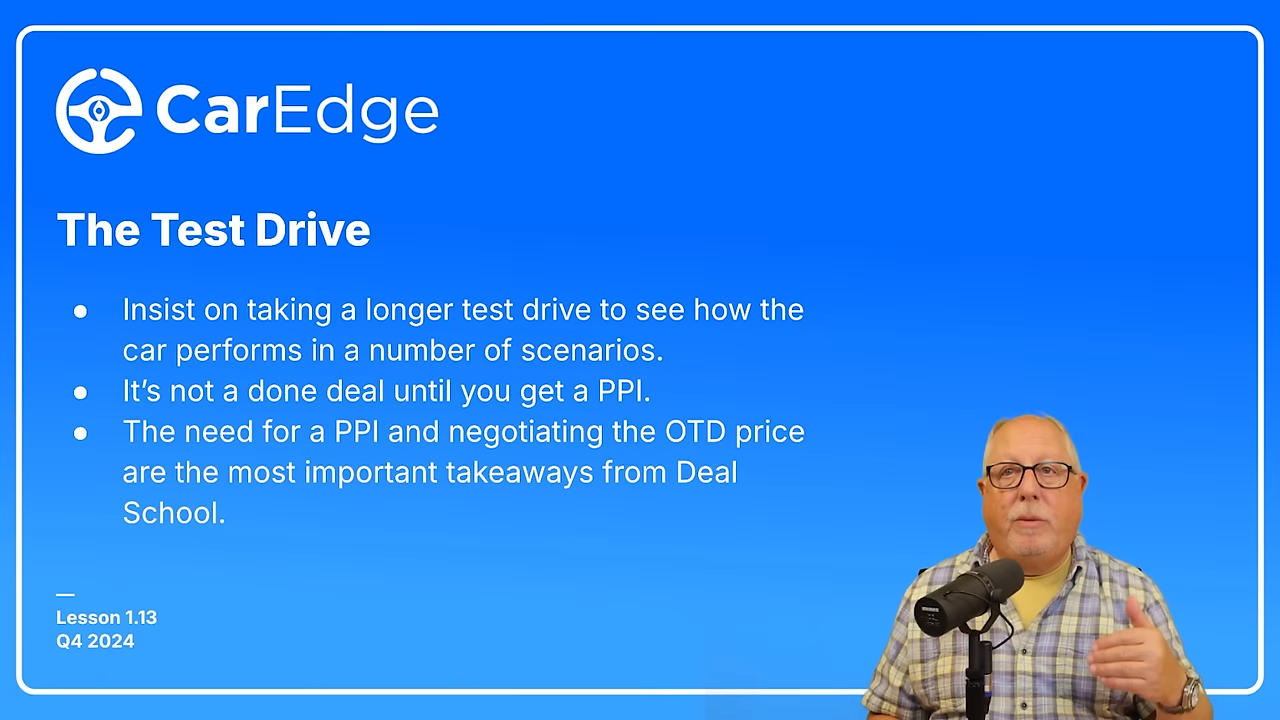 CarEdge
The Test Drive
● Insist on taking a longer test drive to see how the
car performs in a number of scenarios.
● It’s not a done deal until you get a PPI.
● The need for a PPI and negotiating the OTD price
are the most important takeaways from Deal
School.
—
Lesson 1.13
Q4 2024